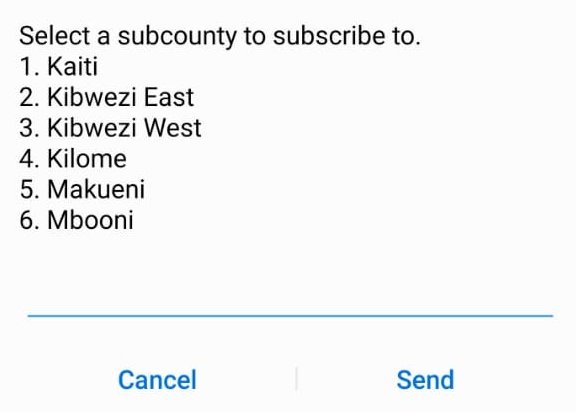 Select a subcounty to subscribe to.
1. Kaiti
2. Kibwezi East
3. Kibwezi West
4. Kilome
5. Makueni
6. Mbooni
Cancel
Send